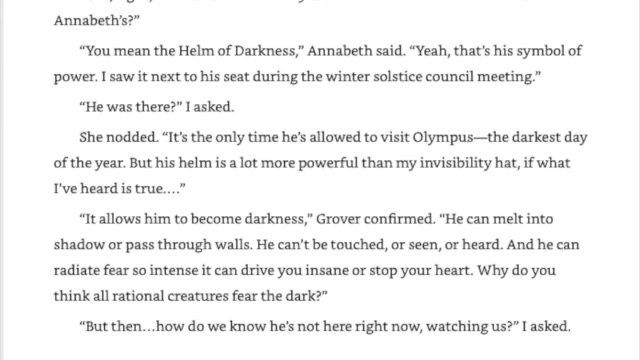 Annabeth's?"
"You mean the Helm of Darkness," Annabeth said. "Yeah, that's his symbol of
power. I saw it next to his seat during the winter solstice council meeting."
"He was there?" I asked.
She nodded. "It's the only time he's allowed to visit Olympus—the darkest day
of the year. But his helm is a lot more powerful than my invisibility hat, if what
I've heard is true.…"
"It allows him to become darkness," Grover confirmed. "He can melt into
shadow or pass through walls. He can't be touched, or seen, or heard. And he can
radiate fear so intense it can drive you insane or stop your heart. Why do you
think all rational creatures fear the dark?"
"But then…how do we know he's not here right now, watching us?" I asked.